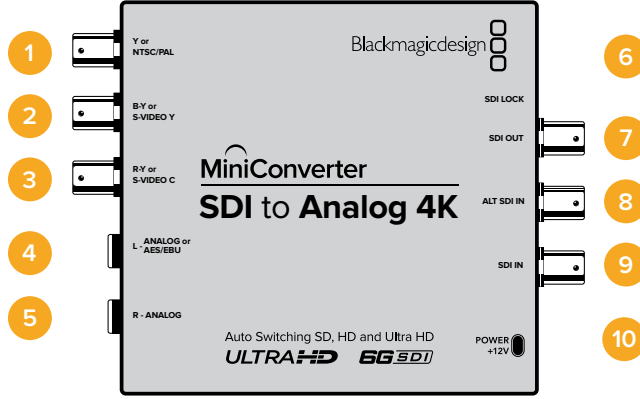 1
Y or
NTSC/PAL
2
B-Y or
S-VIDEO Y
3
R-Y or
S-VIDEO C
4
L - ANALOG or
AES/EBU
5
R - ANALOG
Blackmagicdesign
MiniConverter
SDI to Analog 4K
Auto Switching SD, HD and Ultra HD
ULTRA HD 6G SDI
6
SDI LOCK
7
SDI OUT
8
ALT SDI IN
9
SDI IN
10
POWER
+12V